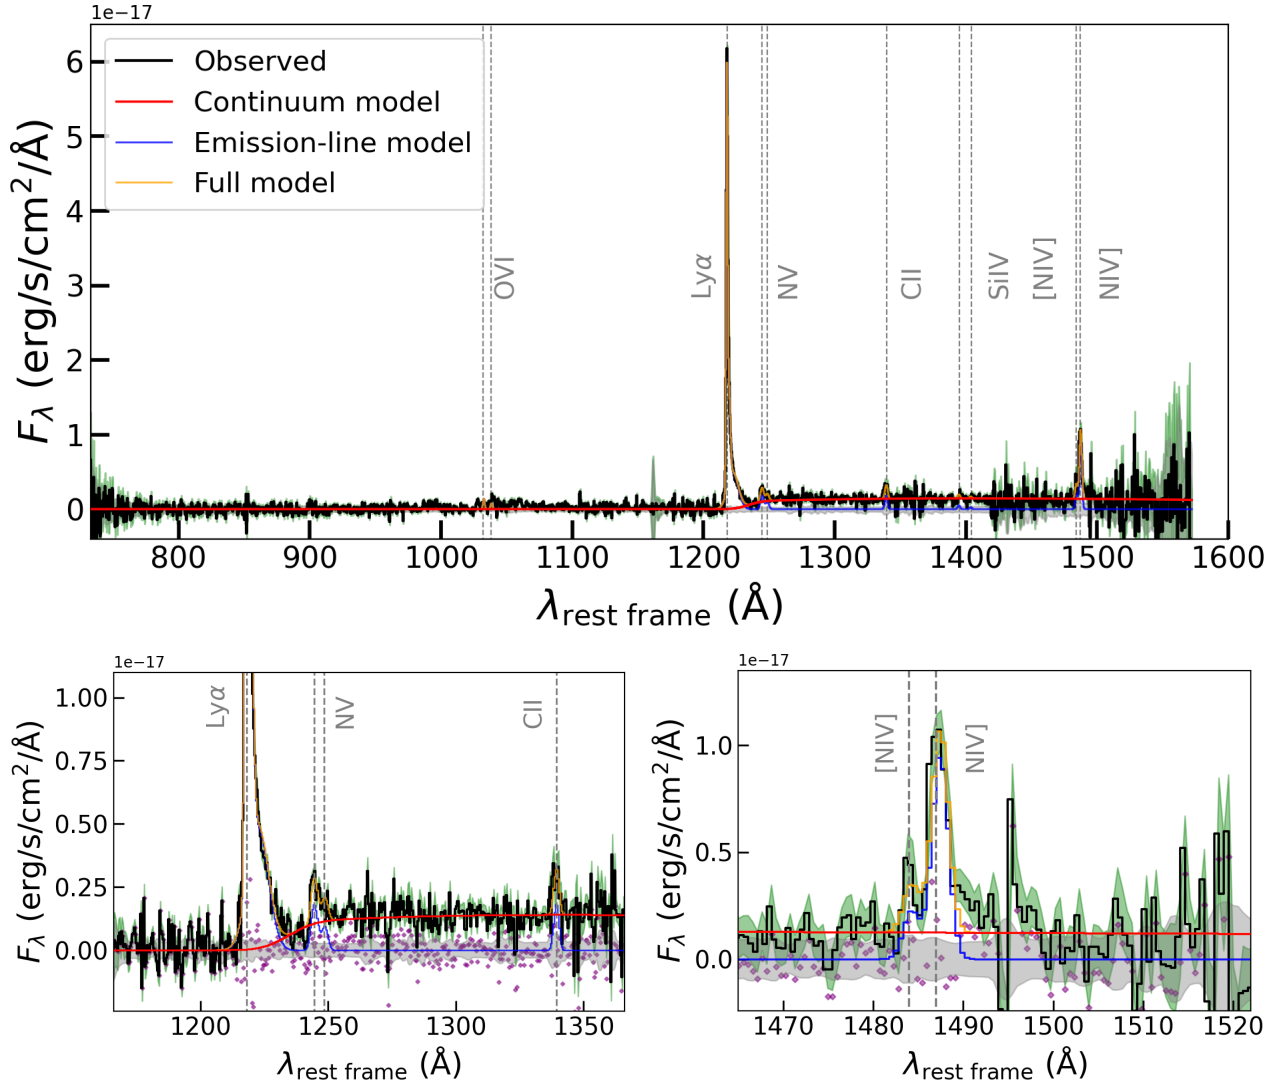 1e−17
Observed
Continuum model
Emission-line model
Full model
OVI
Lyα
NV
CII
SiIV
[NIV]
NIV]
6
5
4
3
2
1
0
F_λ (erg/s/cm²/Å)
800 900 1000 1100 1200 1300 1400 1500 1600
λ_rest frame (Å)
1e−17
Lyα
NV
CII
1.00
0.75
0.50
0.25
0.00
F_λ (erg/s/cm²/Å)
1200 1250 1300 1350
λ_rest frame (Å)
1e−17
[NIV]
NIV]
1.0
0.5
0.0
F_λ (erg/s/cm²/Å)
1470 1480 1490 1500 1510 1520
λ_rest frame (Å)